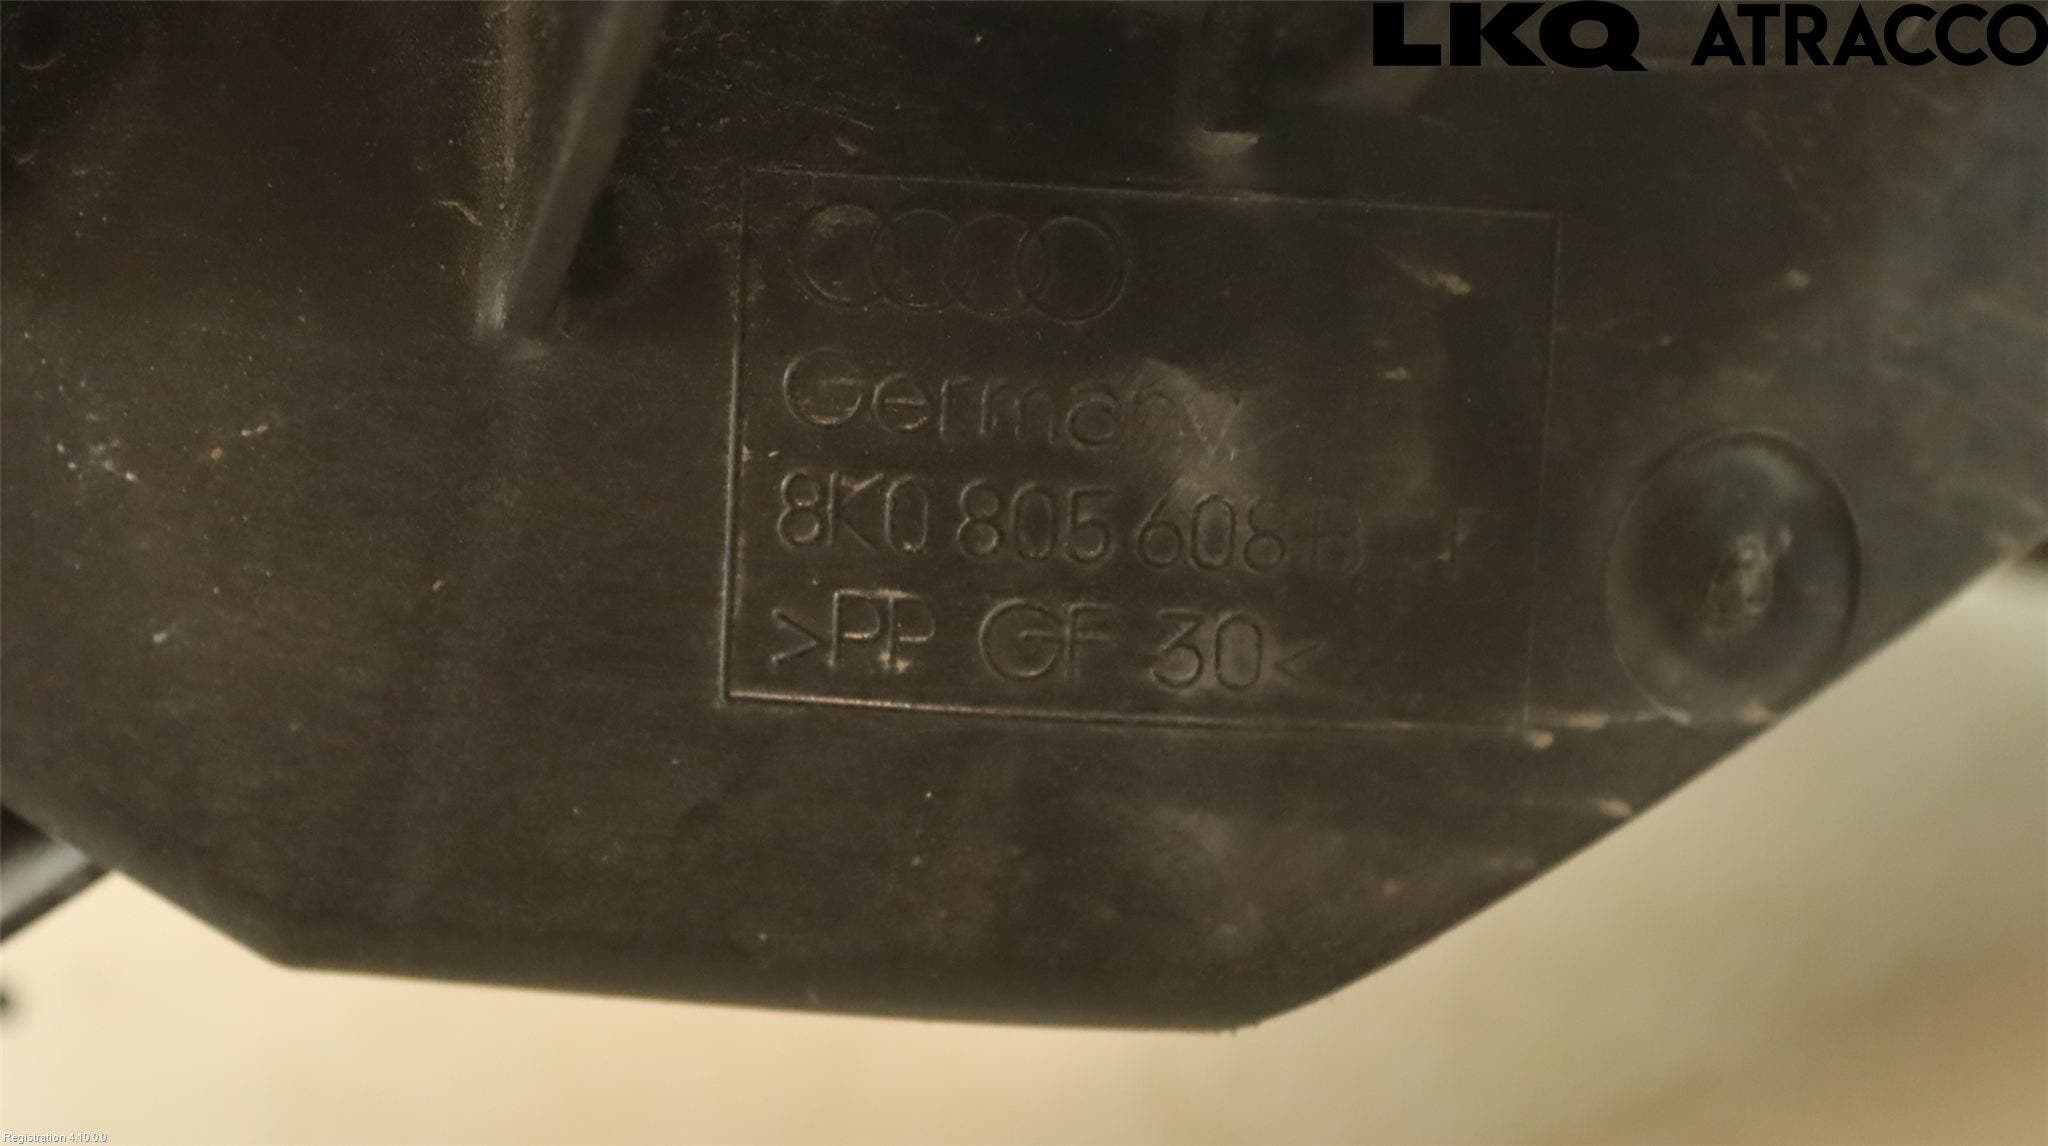 LKQ ATRACCO
Germany
8K0 805 608 B
>PP GF 30<
Registration 4.10.0.0